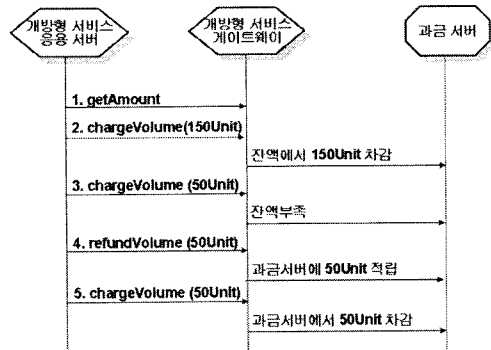 개방형 서비스
응용 서버
개방형 서비스
게이트웨이
과금 서버
1. getAmount
2. chargeVolume(150Unit)
잔액에서 150Unit 차감
3. chargeVolume (50Unit)
잔액부족
4. refundVolume (50Unit)
과금서버에 50Unit 적립
5. chargeVolume (50Unit)
과금서버에서 50Unit 차감